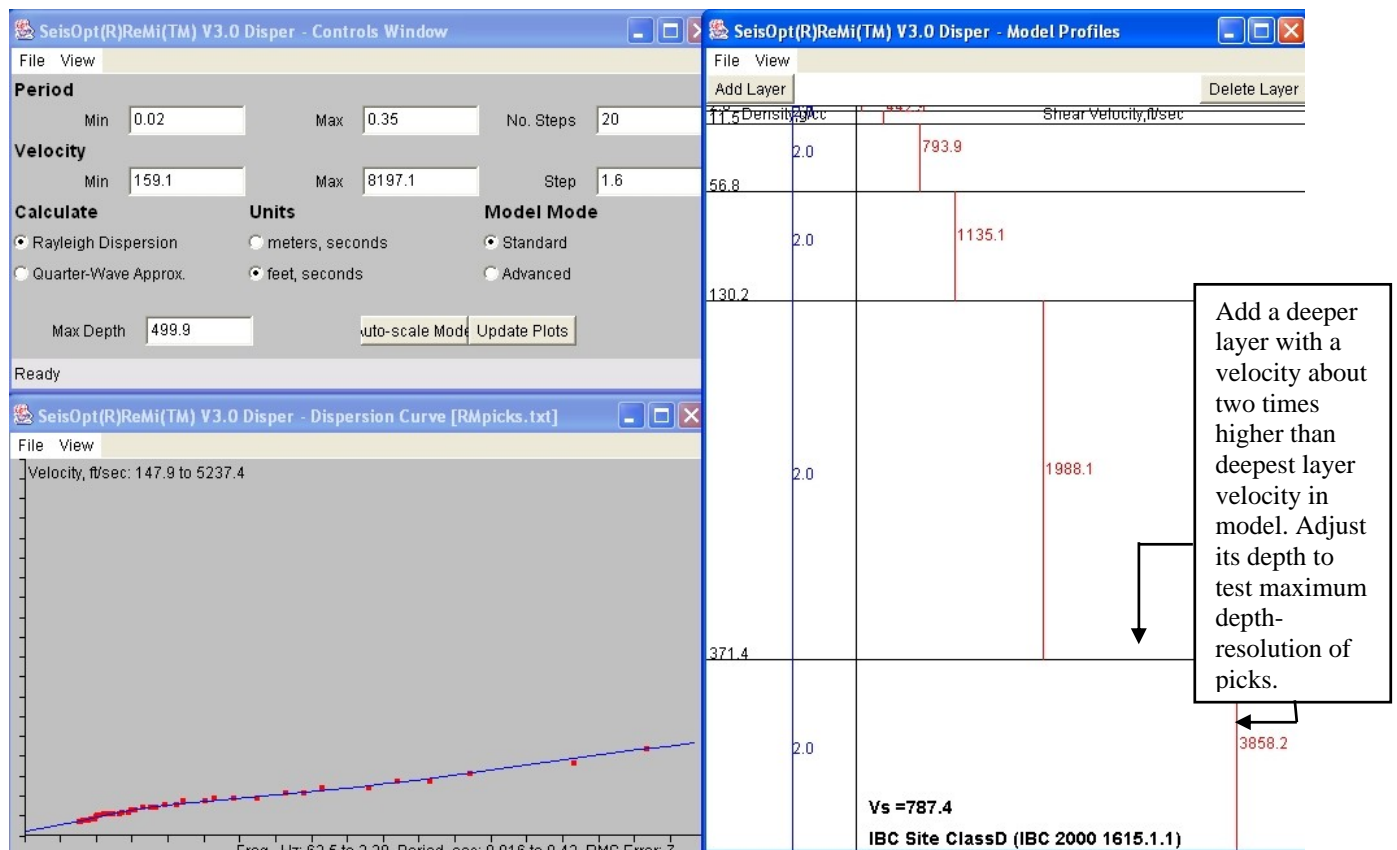 SeisOpt(R)ReMi(TM) V3.0 Disper - Controls Window
File View
Period
Min 0.02 Max 0.35 No. Steps 20
Velocity
Min 159.1 Max 8197.1 Step 1.6
Calculate Units Model Mode
Rayleigh Dispersion meters, seconds Standard
Quarter-Wave Approx. feet, seconds Advanced
Max Depth 499.9 Update Plots
Ready
SeisOpt(R)ReMi(TM) V3.0 Disper - Dispersion Curve [RMpicks.txt]
File View
Velocity, ft/sec: 147.9 to 5237.4
SeisOpt(R)ReMi(TM) V3.0 Disper - Model Profiles
File View
Add Layer Delete Layer
11.5 Shear Velocity,ft/sec
2.0 793.9
56.8
2.0 1135.1
130.2
2.0 1988.1
371.4
2.0 3858.2
Vs =787.4
IBC Site ClassD (IBC 2000 1615.1.1)
Add a deeper
layer with a
velocity about
two times
higher than
deepest layer
velocity in
model. Adjust
its depth to
test maximum
depth-
resolution of
picks.